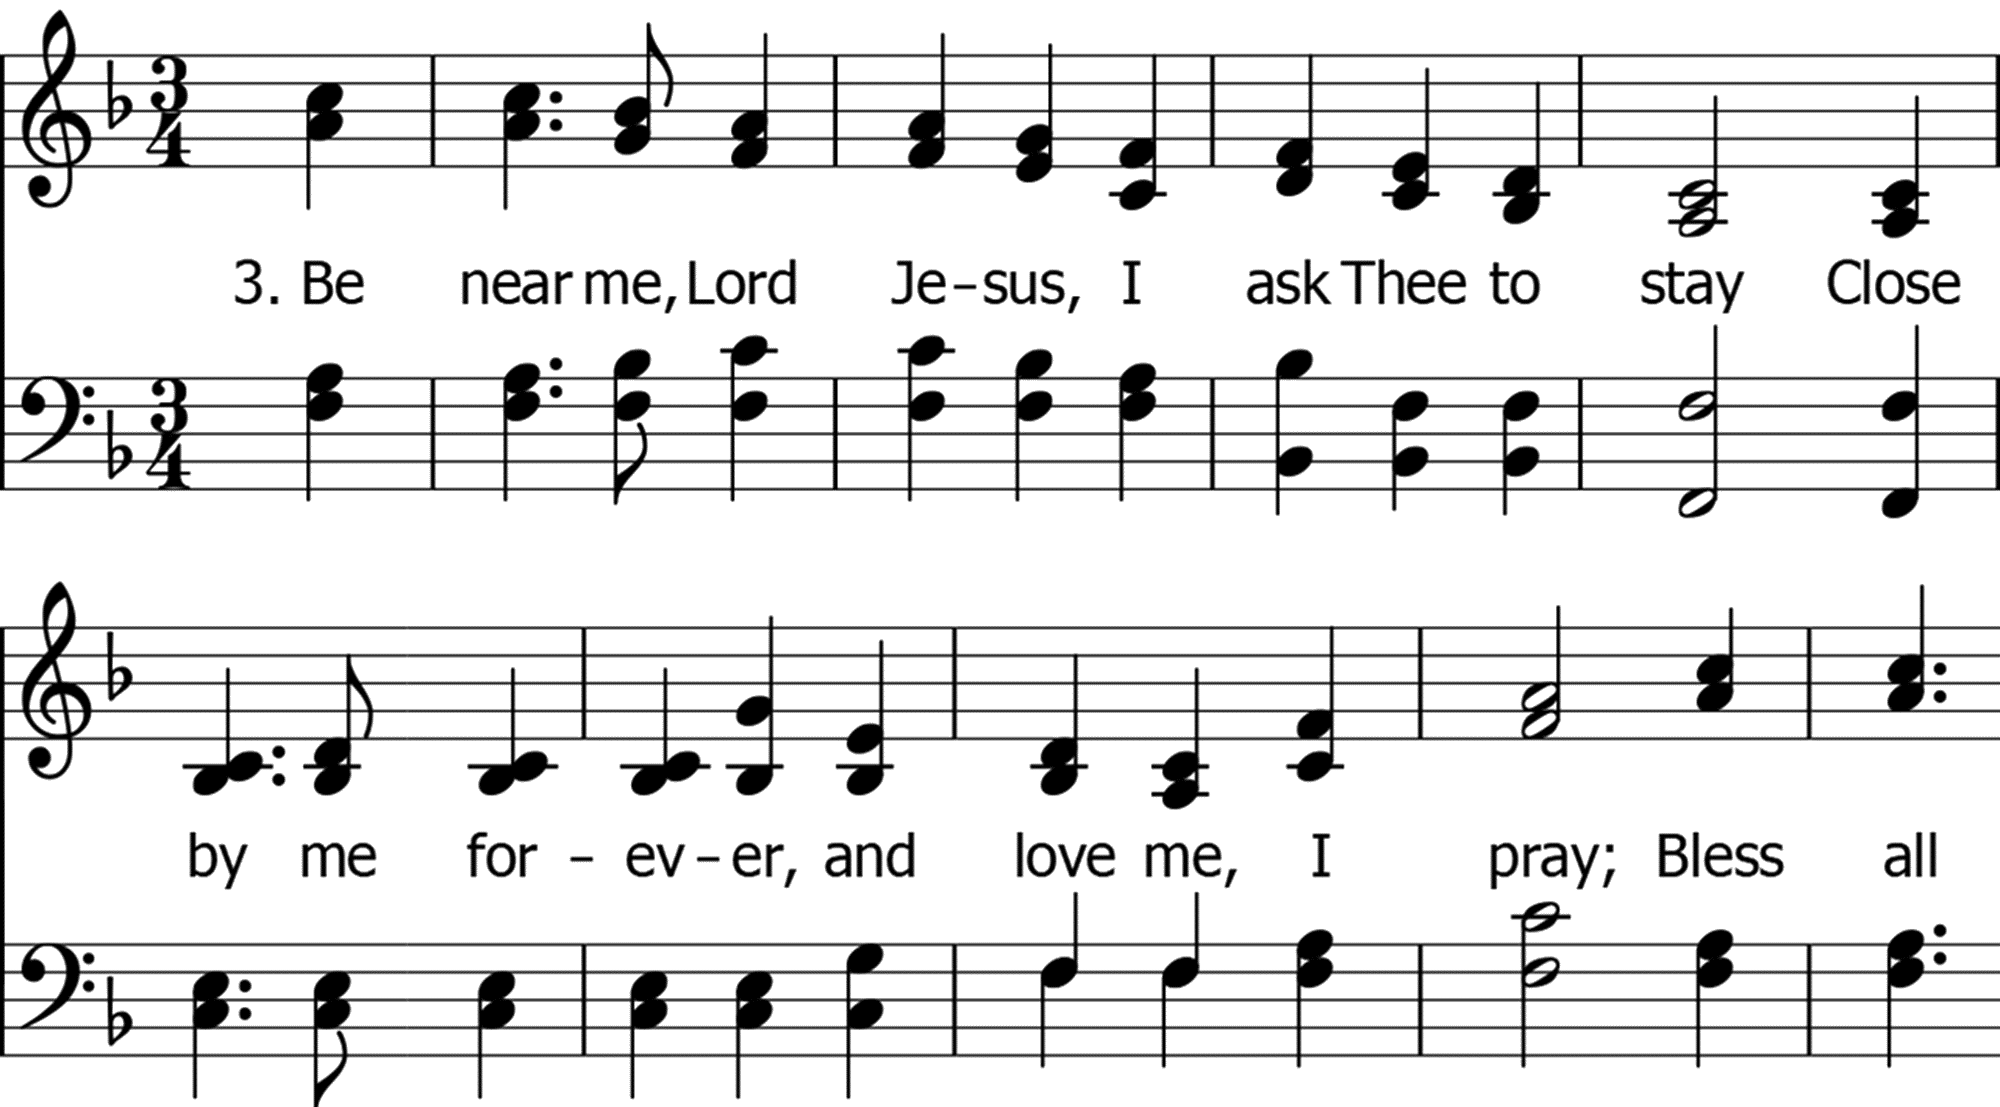 3. Be near me, Lord Je-sus, I ask Thee to stay Close
by me for - ev-er, and love me, I pray; Bless all